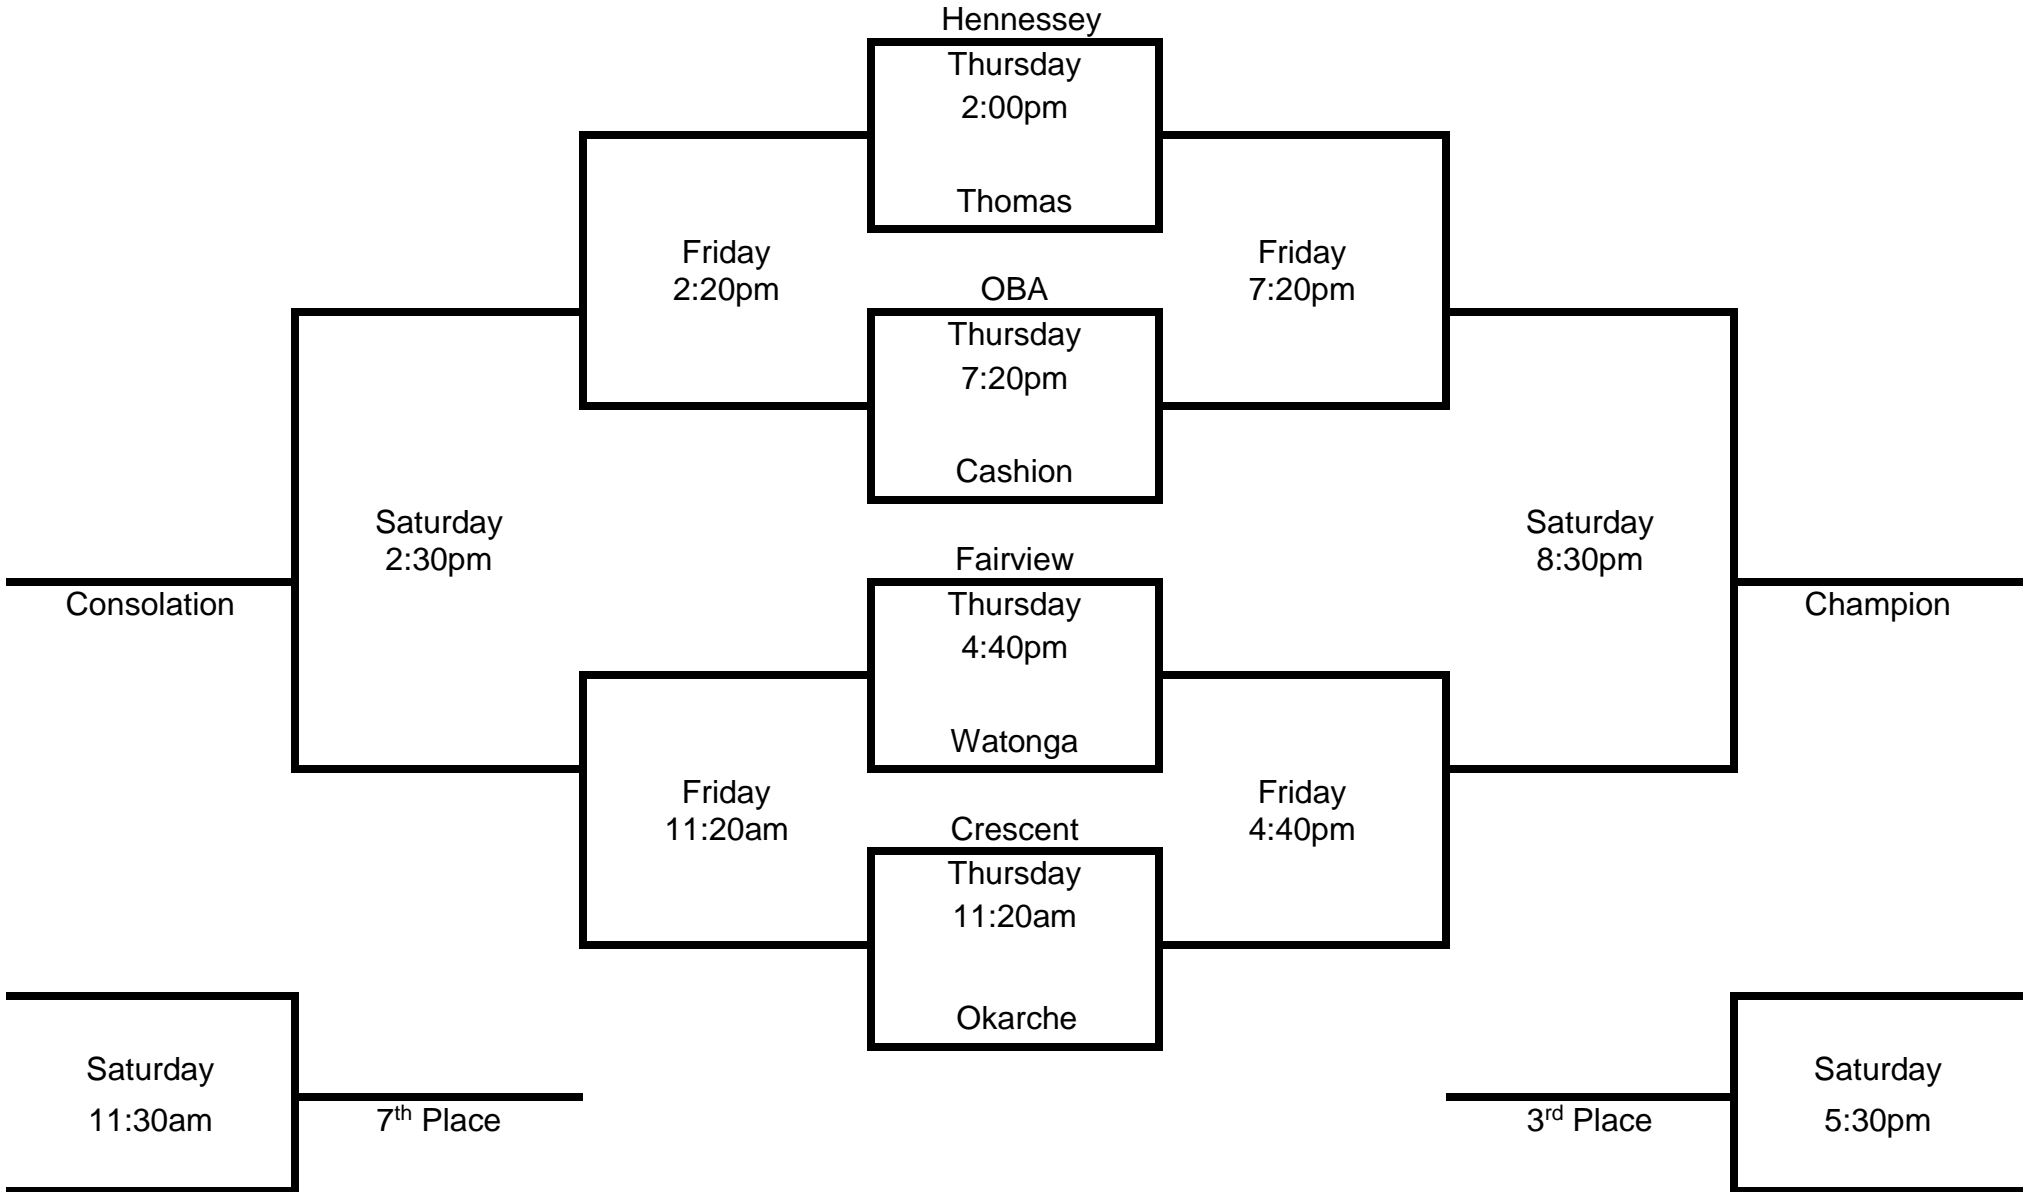 Hennessey
Thursday
2:00pm
Thomas
Friday
2:20pm
Friday
7:20pm
OBA
Thursday
7:20pm
Cashion
Saturday
2:30pm
Saturday
8:30pm
Fairview
Thursday
4:40pm
Watonga
Consolation
Champion
Friday
11:20am
Friday
4:40pm
Crescent
Thursday
11:20am
Okarche
Saturday
11:30am
7th Place
3rd Place
Saturday
5:30pm